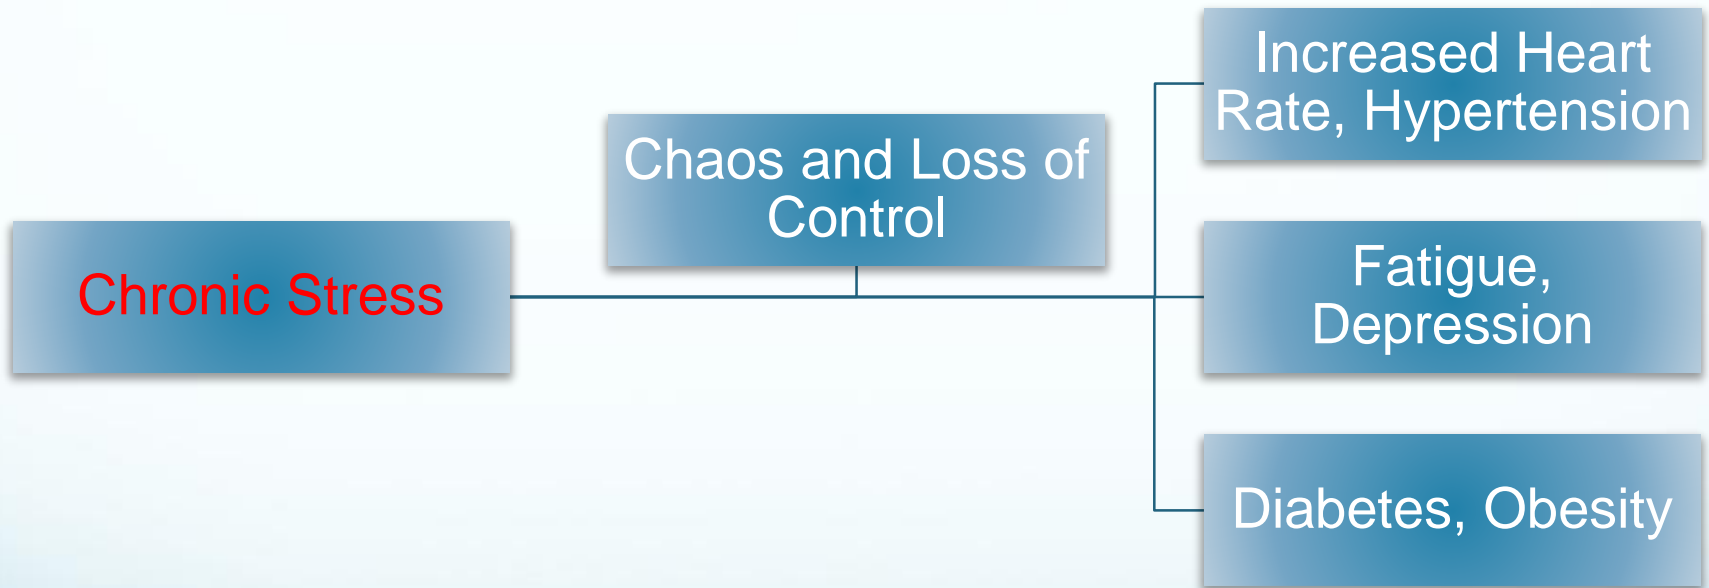 Chronic Stress
Chaos and Loss of
Control
Increased Heart
Rate, Hypertension
Fatigue,
Depression
Diabetes, Obesity